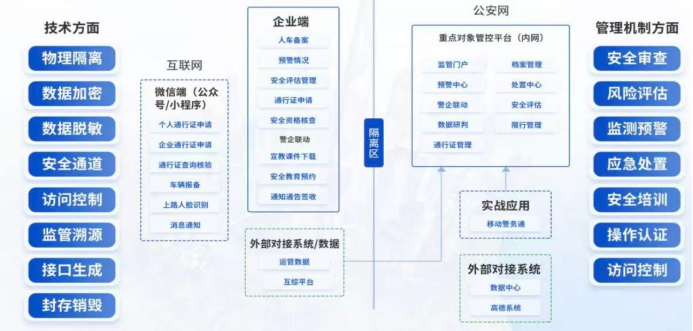 技术方面
物理隔离
数据加密
数据脱敏
安全通道
访问控制
监管溯源
接口生成
封存销毁
互联网
微信端（公众
号/小程序）
个人通行证申请
企业通行证申请
通行证查询核验
车辆报备
上路人脸识别
消息通知
企业端
人车备案
预警情况
安全评估管理
通行证申请
安全资格核查
警企联动
宣教课件下载
安全教育预约
通知通告签收
外部对接系统/数据
运管数据
互综平台
隔离区
公安网
重点对象管控平台（内网）
监管门户
档案管理
预警中心
处置中心
警企联动
安全评估
数据研判
限行管理
通行证管理
实战应用
移动警务通
外部对接系统
数据中心
高德系统
管理机制方面
安全审查
风险评估
监测预警
应急处置
安全培训
操作认证
访问控制